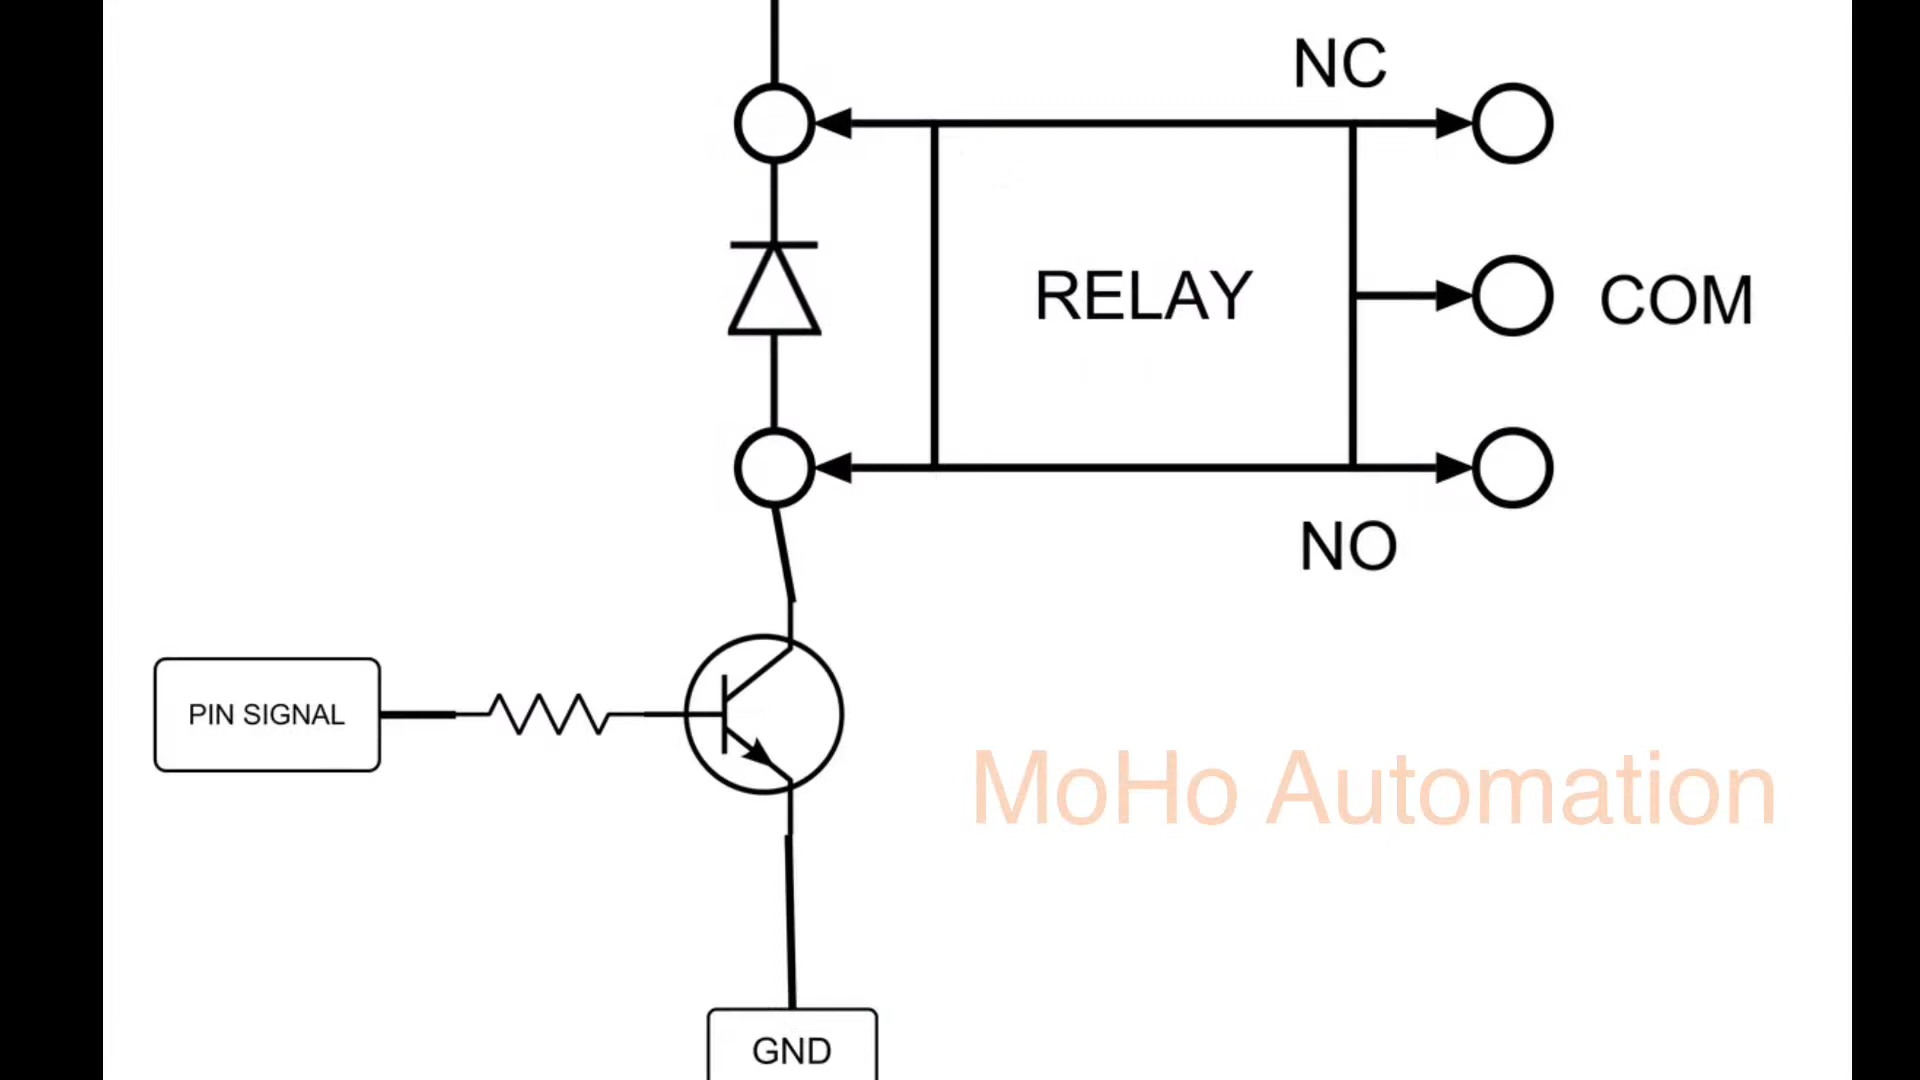 NC
RELAY
COM
NO
PIN SIGNAL
MoHo Automation
GND